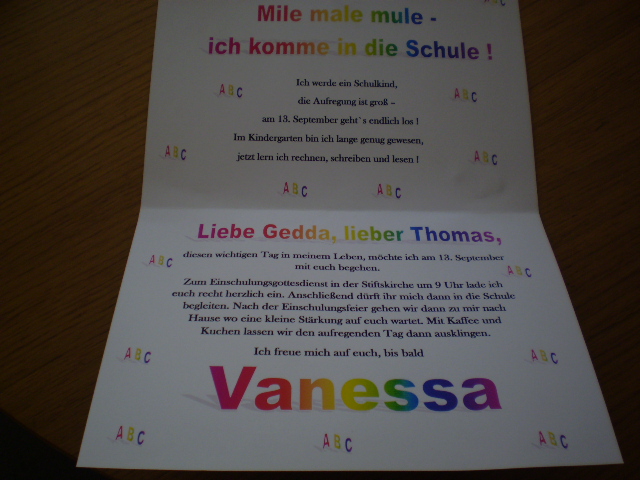 A B C
Mile male mule -
ich komme in die Schule !
Ich werde ein Schulkind,
A B C
A B C
die Aufregung ist groß –
am 13. September geht`s endlich los !
Im Kindergarten bin ich lange genug gewesen,
A B C
A B C
jetzt lern ich rechnen, schreiben und lesen !
A B C
A B C
Liebe Gedda, lieber Thomas,
diesen wichtigen Tag in meinem Leben, möchte ich am 13. September
A B C
mit euch begehen.
A B C
Zum Einschulungsgottesdienst in der Stiftskirche um 9 Uhr lade ich
euch recht herzlich ein. Anschließend dürft ihr mich dann in die Schule
begleiten. Nach der Einschulungsfeier gehen wir dann zu mir nach
Hause wo eine kleine Stärkung auf euch wartet. Mit Kaffee und
Kuchen lassen wir den aufregenden Tag dann ausklingen.
A B C
Ich freue mich auf euch, bis bald
A B C
Vanessa
A B C
A B C
A B C